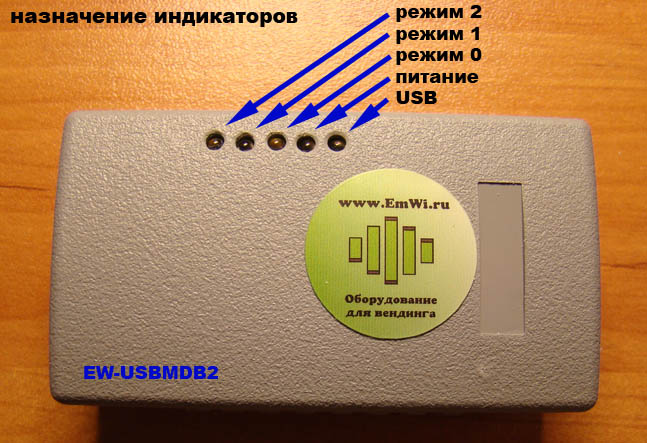 назначение индикаторов
режим 2
режим 1
режим 0
питание
USB
www.EmWi.ru
Оборудование
для вендинга
EW-USBMDB2